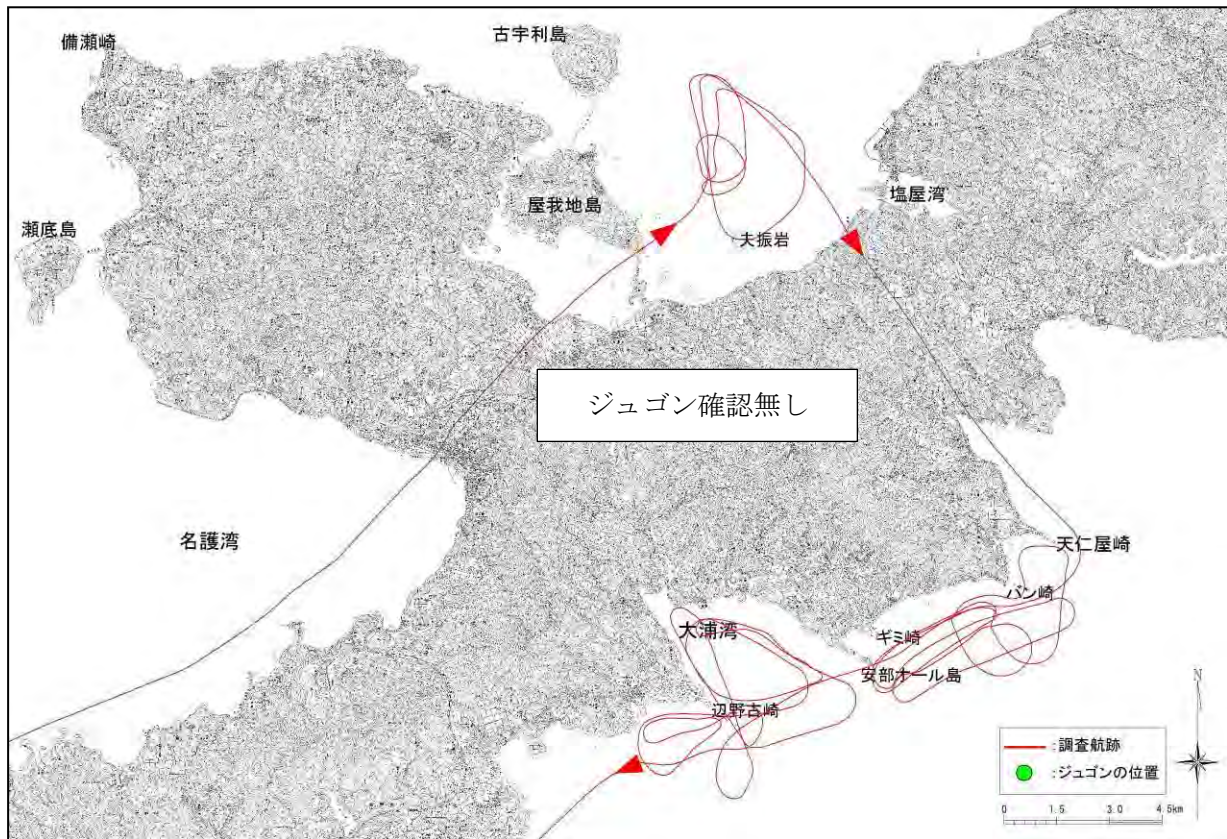 備瀬崎
古宇利島
瀬底島
屋我地島
塩屋湾
夫振岩
ジュゴン確認無し
名護湾
天仁屋崎
バン崎
大浦湾
ギミ崎
安部オール島
辺野古崎
N
:調査航跡
:ジュゴンの位置
0 1.5 3.0 4.5km